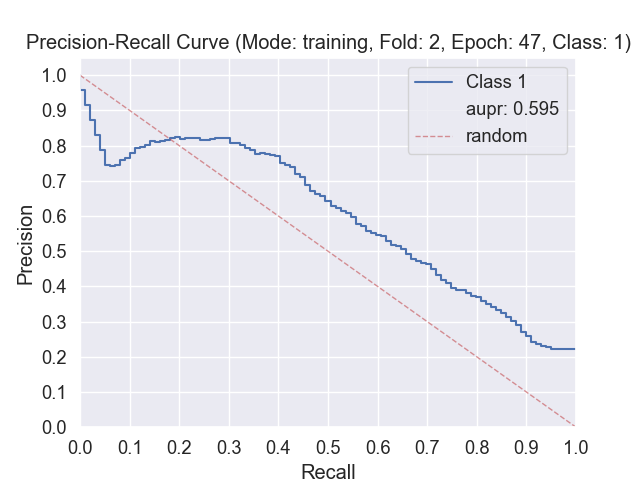 Precision-Recall Curve (Mode: training, Fold: 2, Epoch: 47, Class: 1)
1.0
0.9
0.8
0.7
0.6
0.5
0.4
0.3
0.2
0.1
0.0
Precision
Class 1
aupr: 0.595
random
0.0 0.1 0.2 0.3 0.4 0.5 0.6 0.7 0.8 0.9 1.0
Recall